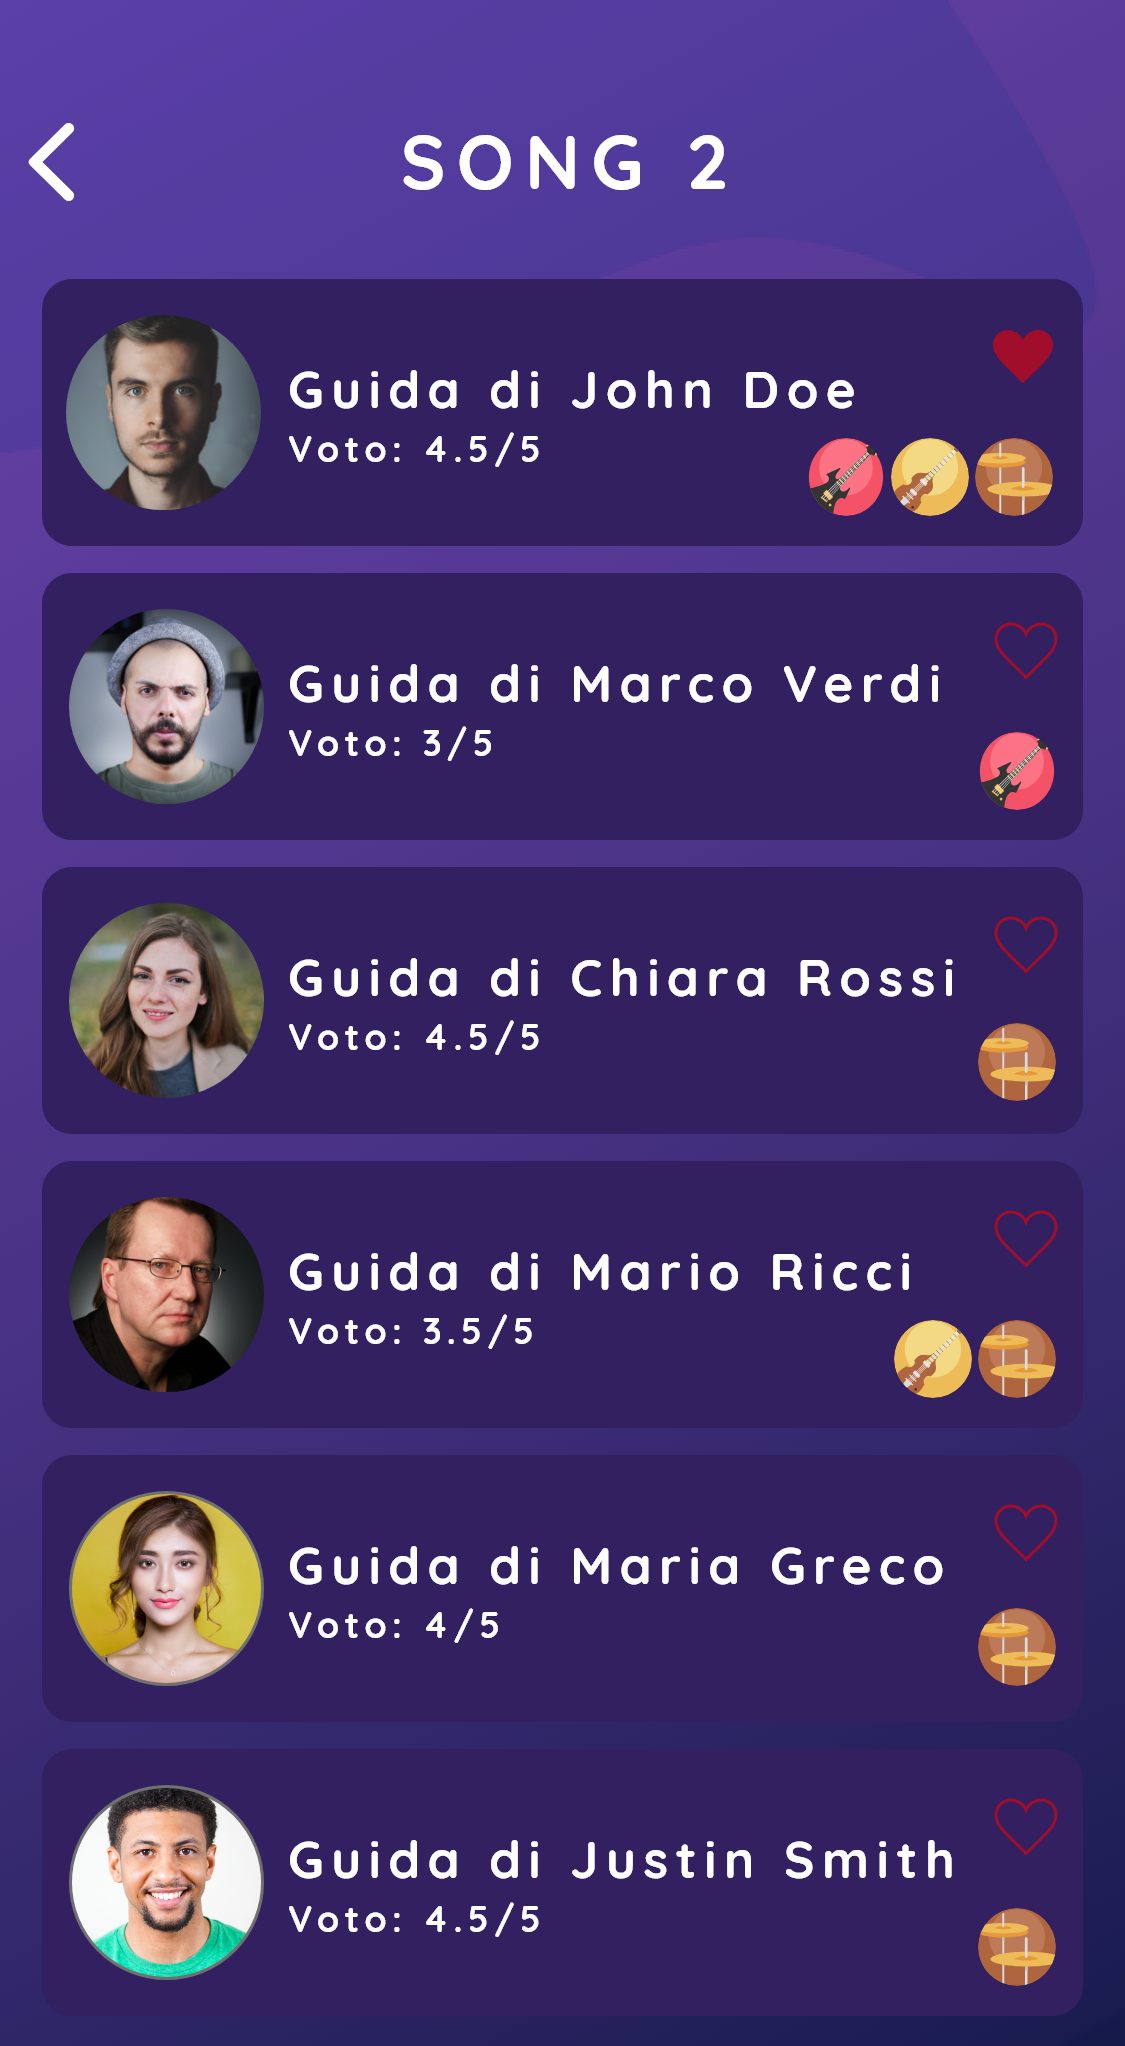 SONG 2
Guida di John Doe
Voto: 4.5/5
Guida di Marco Verdi
Voto: 3/5
Guida di Chiara Rossi
Voto: 4.5/5
Guida di Mario Ricci
Voto: 3.5/5
Guida di Maria Greco
Voto: 4/5
Guida di Justin Smith
Voto: 4.5/5